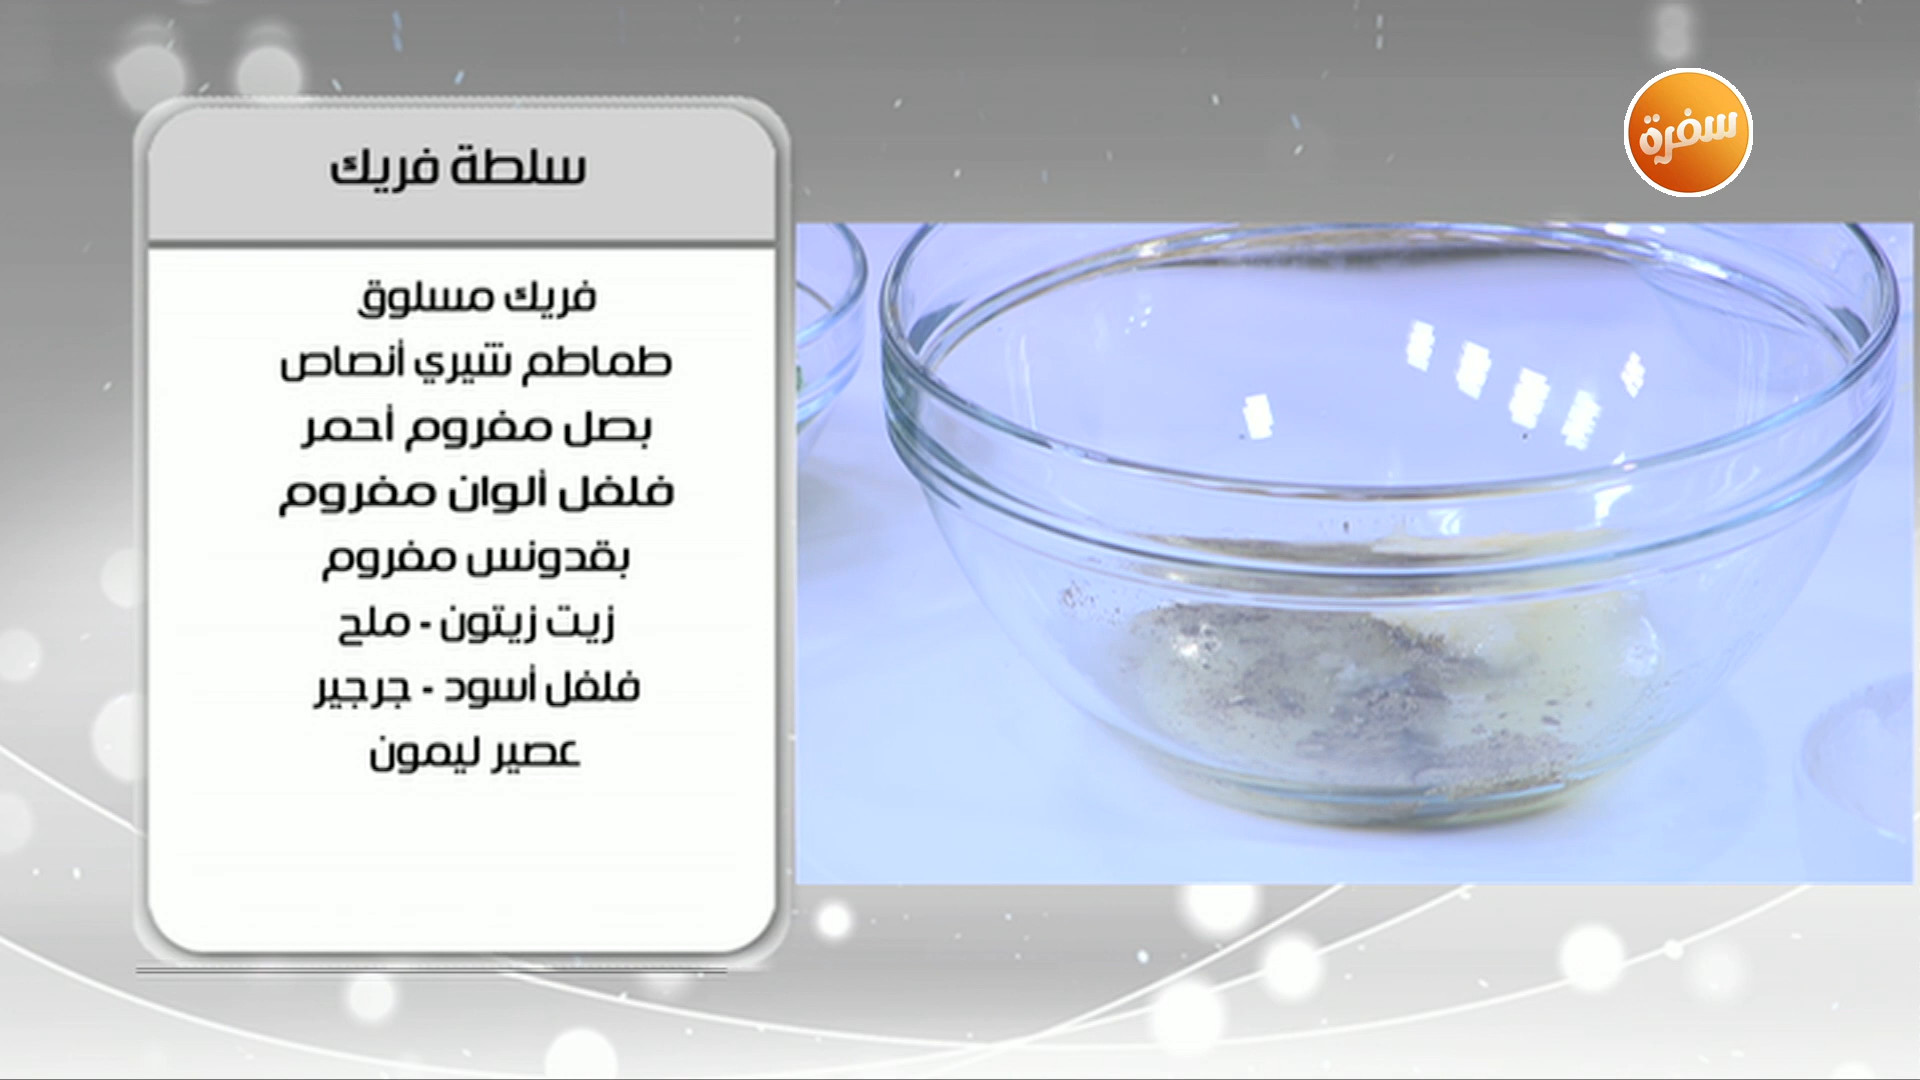 سفرة
سلطة فريك
فريك مسلوق
طماطم شيري أنصاص
بصل مفروم أحمر
فلفل ألوان مفروم
بقدونس مفروم
زيت زيتون - ملح
فلفل أسود - جرجير
عصير ليمون